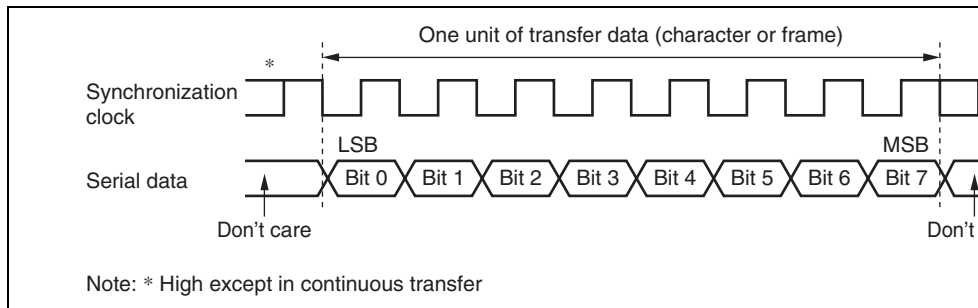 One unit of transfer data (character or frame)
*
Synchronization
clock
LSB
MSB
Serial data
Bit 0 Bit 1 Bit 2 Bit 3 Bit 4 Bit 5 Bit 6 Bit 7
Don't care
Don't
Note: * High except in continuous transfer